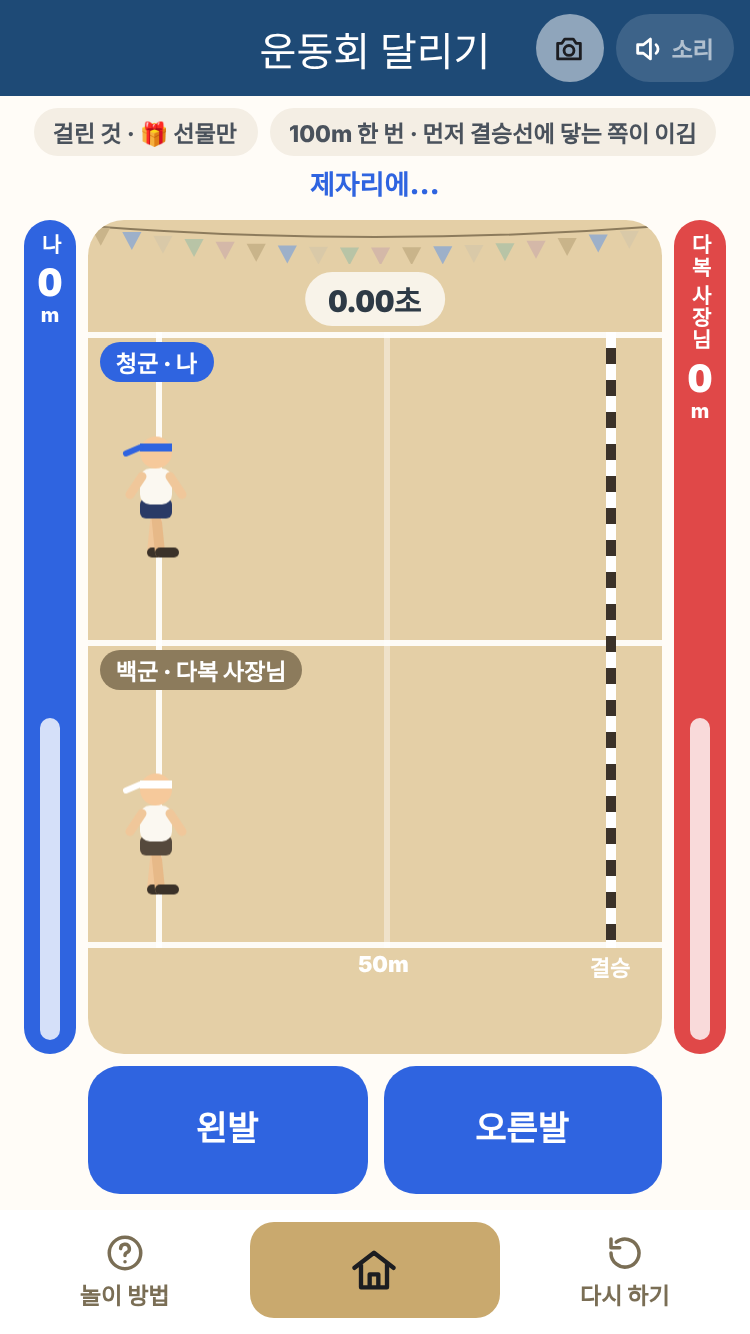 운동회 달리기
소리
걸린 것 · 🎁 선물만
100m 한 번 · 먼저 결승선에 닿는 쪽이 이김
제자리에...
나
0
m
0.00초
다복 사장님
0
m
청군 · 나
백군 · 다복 사장님
50m
결승
왼발
오른발
놀이 방법
다시 하기